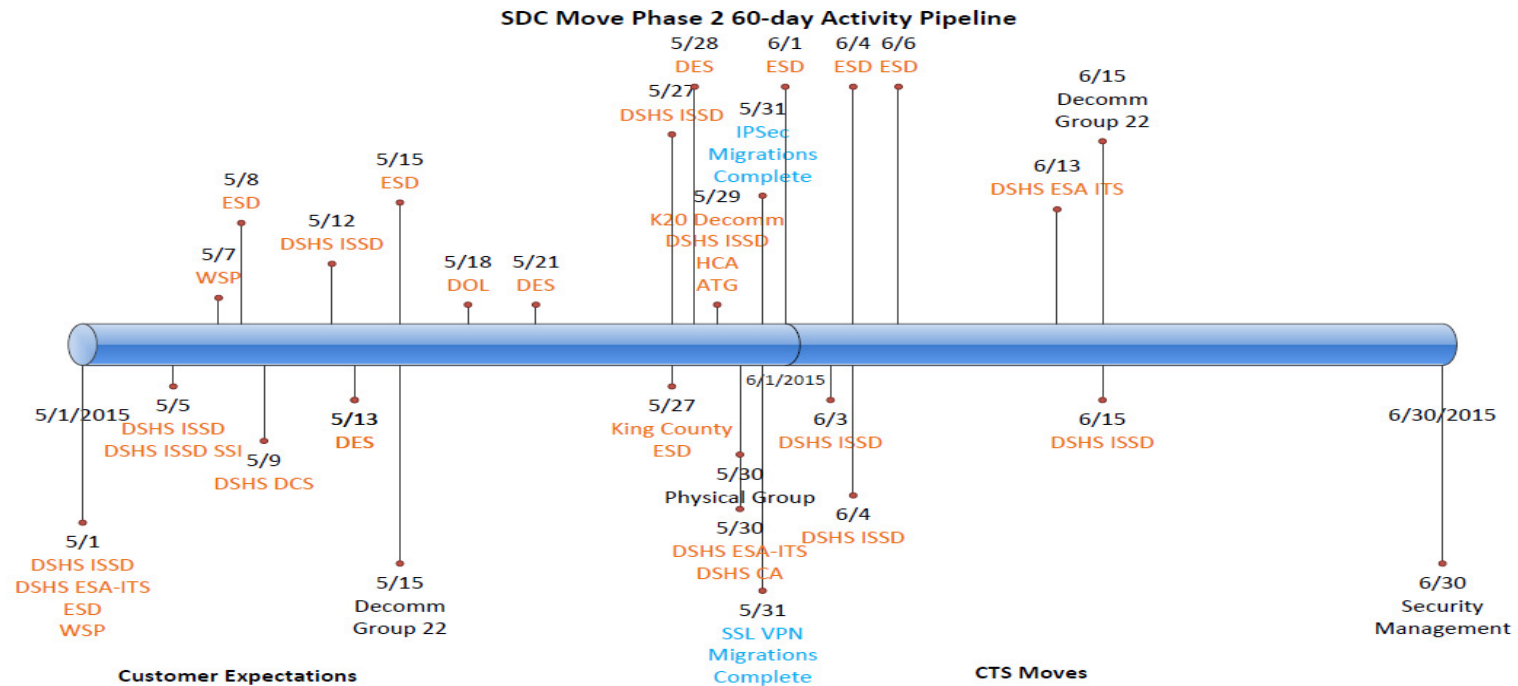 SDC Move Phase 2 60-day Activity Pipeline
5/28
DES
6/1
ESD
6/4
ESD
6/6
ESD
5/27
DSHS ISSD
5/31
IPSec
Migrations
Complete
6/15
Decomm
Group 22
5/8
ESD
5/15
ESD
6/13
DSHS ESA ITS
5/12
DSHS ISSD
5/29
K20 Decomm
DSHS ISSD
HCA
ATG
5/7
WSP
5/18
DOL
5/21
DES
5/1/2015
6/1/2015
6/30/2015
5/5
DSHS ISSD
DSHS ISSD SSI
5/13
DES
5/27
King County
ESD
6/3
DSHS ISSD
6/15
DSHS ISSD
5/9
DSHS DCS
5/30
Physical Group
5/30
DSHS ESA-ITS
DSHS CA
6/4
DSHS ISSD
5/1
DSHS ISSD
DSHS ESA-ITS
ESD
WSP
5/15
Decomm
Group 22
5/31
SSL VPN
Migrations
Complete
6/30
Security
Management
Customer Expectations
CTS Moves